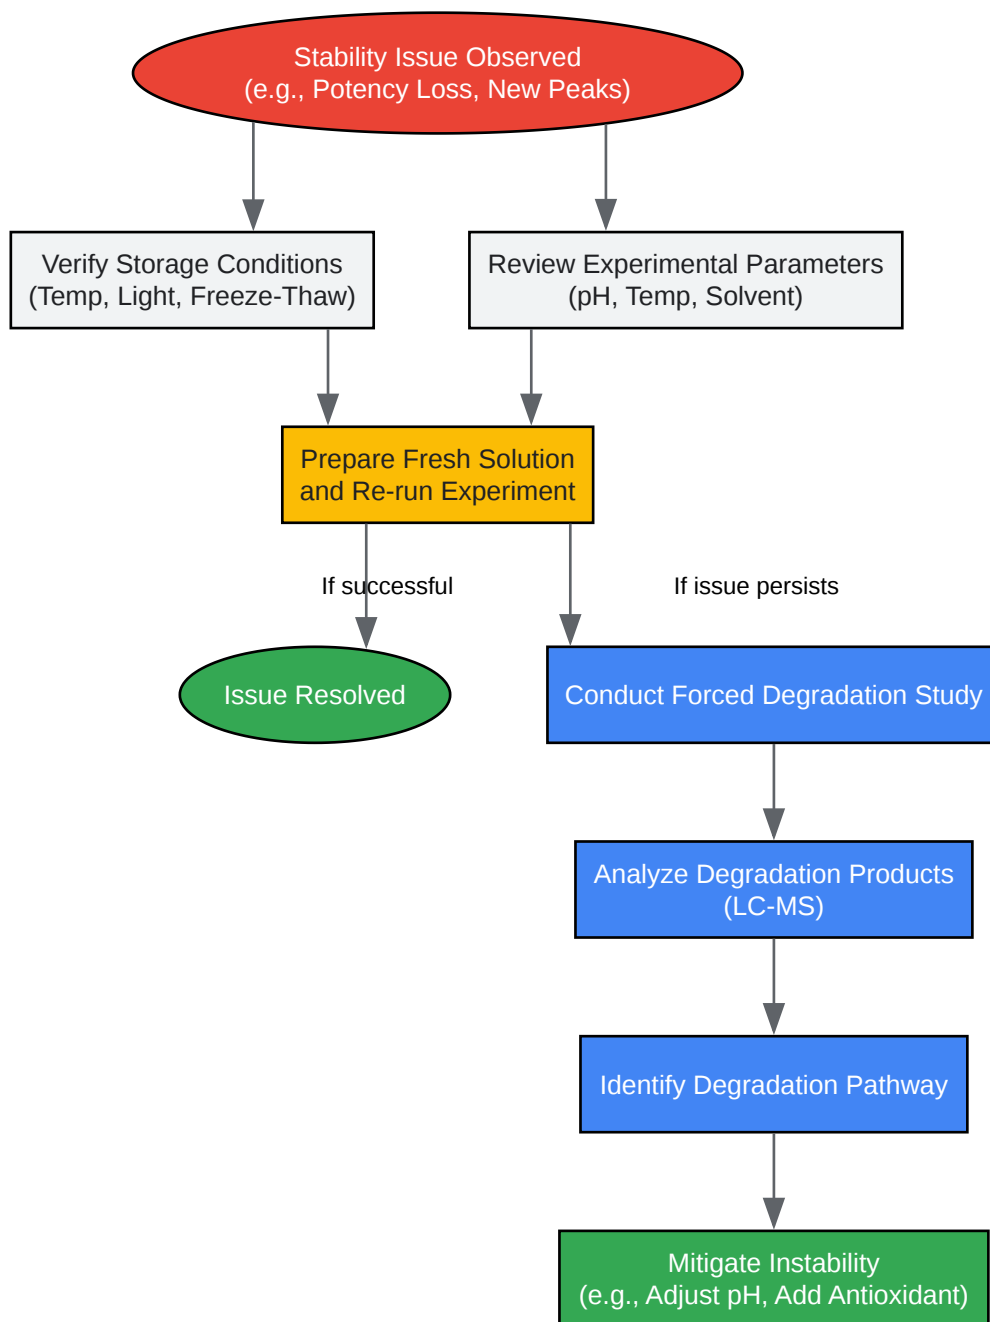 Stability Issue Observed
(e.g., Potency Loss, New Peaks)
Verify Storage Conditions
(Temp, Light, Freeze-Thaw)
Review Experimental Parameters
(pH, Temp, Solvent)
Prepare Fresh Solution
and Re-run Experiment
If successful
If issue persists
Issue Resolved
Conduct Forced Degradation Study
Analyze Degradation Products
(LC-MS)
Identify Degradation Pathway
Mitigate Instability
(e.g., Adjust pH, Add Antioxidant)